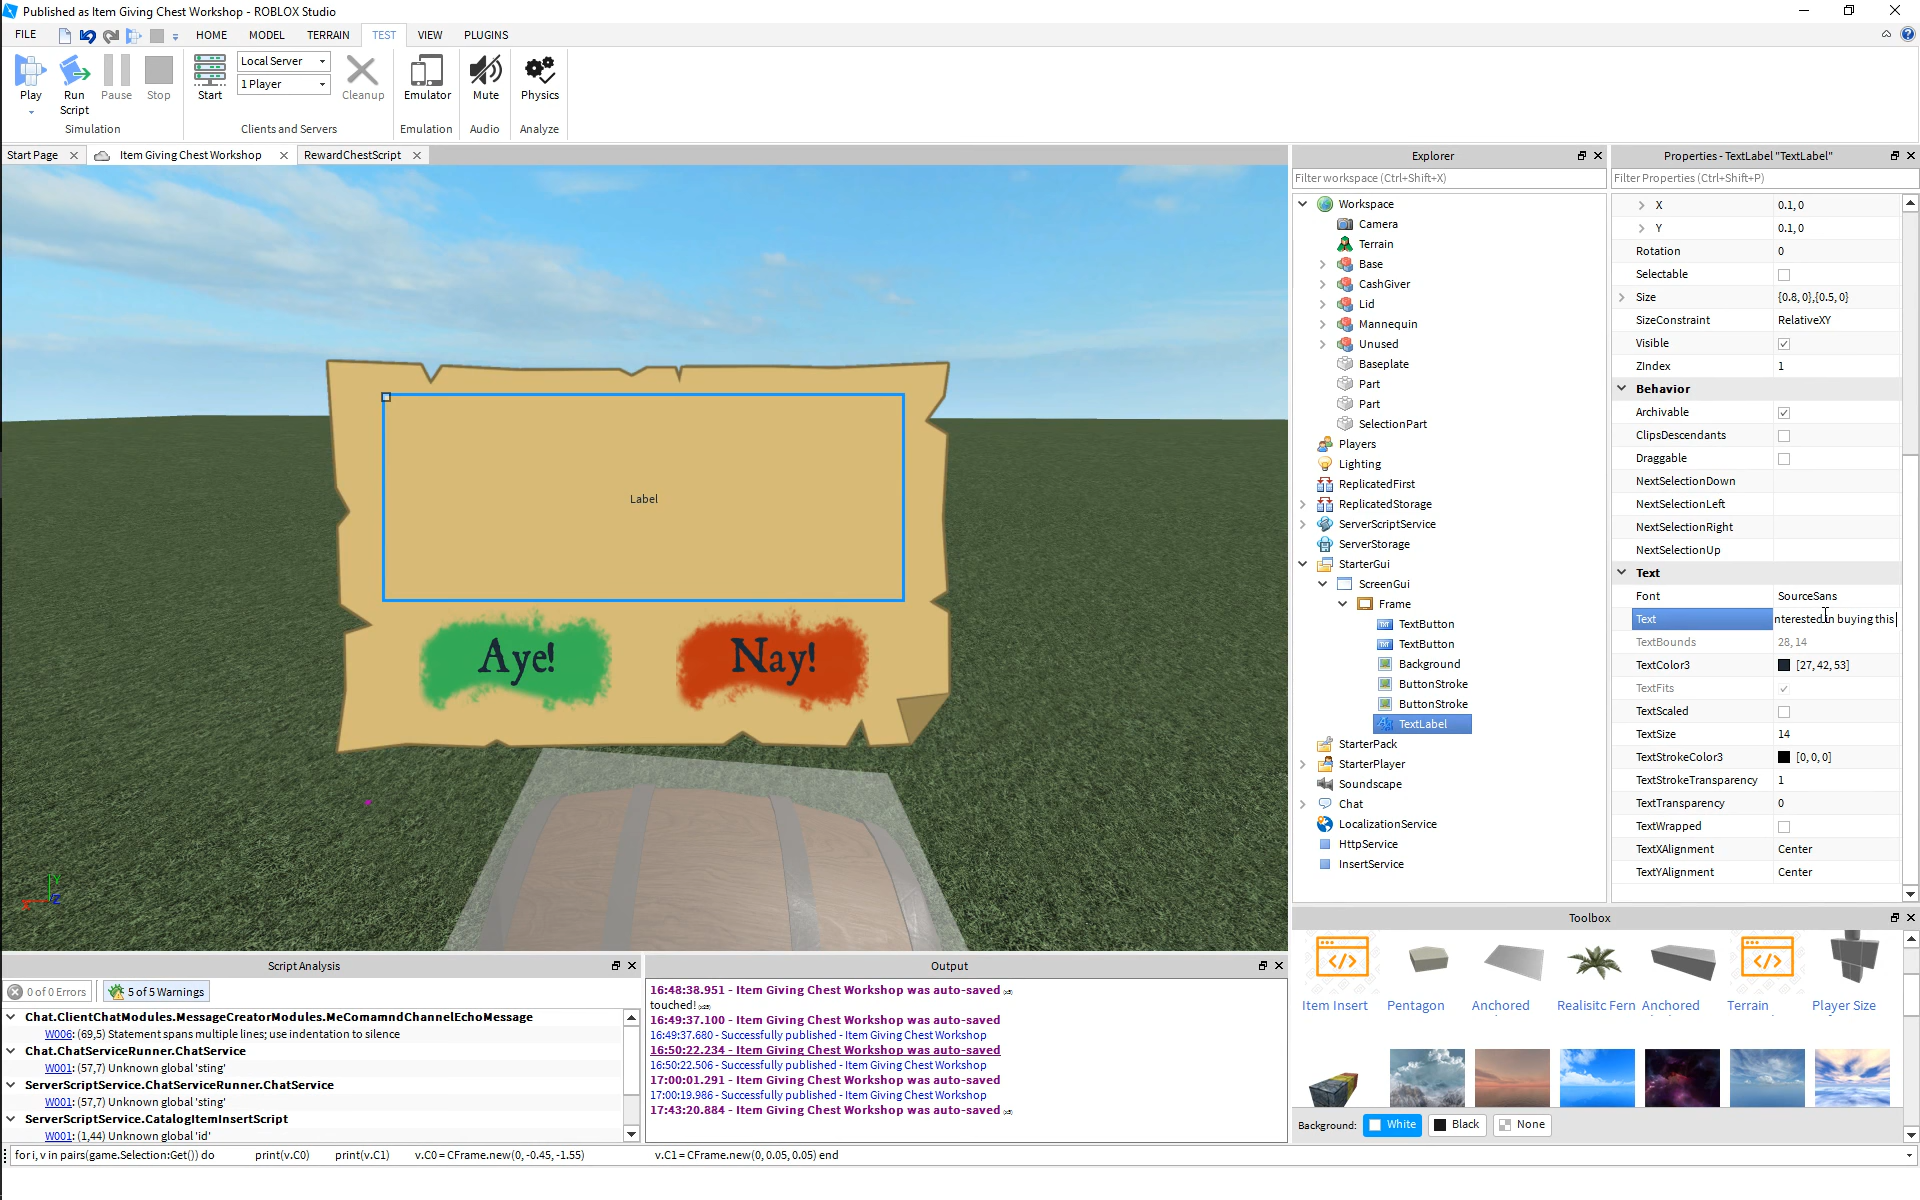 Published as Item Giving Chest Workshop - ROBLOX Studio
FILE HOME MODEL TERRAIN TEST VIEW PLUGINS
Play
Run Script
Pause
Stop
Simulation
Start
Local Server
1 Player
Cleanup
Clients and Servers
Emulator
Emulation
Mute
Audio
Physics
Analyze
Start Page
Item Giving Chest Workshop
RewardChestScript
Label
Aye!
Nay!
Y
X
Z
Explorer
Filter workspace (Ctrl+Shift+X)
Workspace
Camera
Terrain
Base
CashGiver
Lid
Mannequin
Unused
Baseplate
Part
Part
SelectionPart
Players
Lighting
ReplicatedFirst
ReplicatedStorage
ServerScriptService
ServerStorage
StarterGui
ScreenGui
Frame
TextButton
TextButton
Background
ButtonStroke
ButtonStroke
TextLabel
StarterPack
StarterPlayer
Soundscape
Chat
LocalizationService
HttpService
InsertService
Properties - TextLabel "TextLabel"
Filter Properties (Ctrl+Shift+P)
X 0.1, 0
Y 0.1, 0
Rotation 0
Selectable
Size {0.8, 0},{0.5, 0}
SizeConstraint RelativeXY
Visible
ZIndex 1
Behavior
Archivable
ClipsDescendants
Draggable
NextSelectionDown
NextSelectionLeft
NextSelectionRight
NextSelectionUp
Text
Font SourceSans
Text nterested in buying this
TextBounds 28, 14
TextColor3 [27, 42, 53]
TextFits
TextScaled
TextSize 14
TextStrokeColor3 [0, 0, 0]
TextStrokeTransparency 1
TextTransparency 0
TextWrapped
TextXAlignment Center
TextYAlignment Center
Toolbox
Item Insert Pentagon Anchored Realisitc Fern Anchored Terrain Player Size
Background: White Black None
Script Analysis
0 of 0 Errors 5 of 5 Warnings
Chat.ClientChatModules.MessageCreatorModules.MeComamndChannelEchoMessage
W006: (69,5) Statement spans multiple lines; use indentation to silence
Chat.ChatServiceRunner.ChatService
W001: (57,7) Unknown global 'sting'
ServerScriptService.ChatServiceRunner.ChatService
W001: (57,7) Unknown global 'sting'
ServerScriptService.CatalogItemInsertScript
W001: (1,44) Unknown global 'id'
Output
16:48:38.951 - Item Giving Chest Workshop was auto-saved
touched!
16:49:37.100 - Item Giving Chest Workshop was auto-saved
16:49:37.680 - Successfully published - Item Giving Chest Workshop
16:50:22.234 - Item Giving Chest Workshop was auto-saved
16:50:22.506 - Successfully published - Item Giving Chest Workshop
17:00:01.291 - Item Giving Chest Workshop was auto-saved
17:00:19.986 - Successfully published - Item Giving Chest Workshop
17:43:20.884 - Item Giving Chest Workshop was auto-saved
for i, v in pairs(game.Selection:Get()) do print(v.C0) print(v.C1) v.C0 = CFrame.new(0, -0.45, -1.55) v.C1 = CFrame.new(0, 0.05, 0.05) end